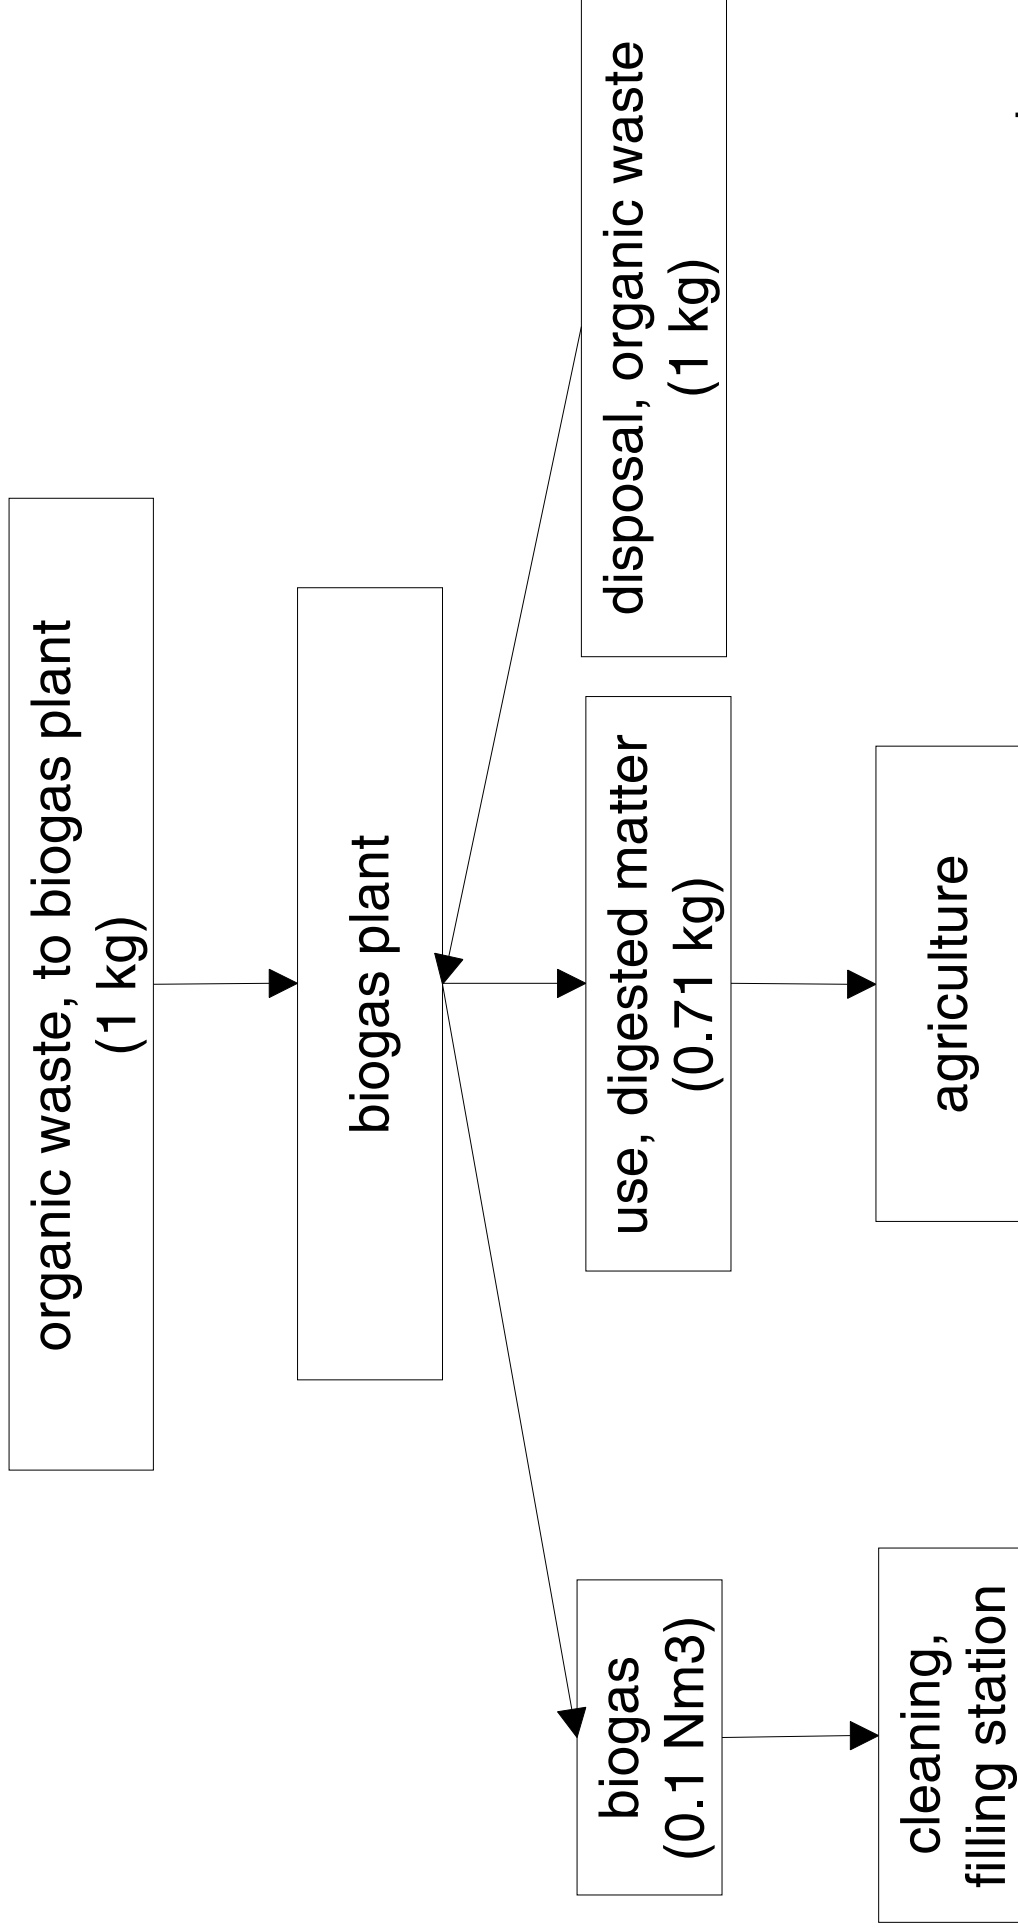 organic waste, to biogas plant
(1 kg)
biogas plant
biogas
(0.1 Nm3)
use, digested matter
(0.71 kg)
disposal, organic waste
(1 kg)
cleaning,
filling station
agriculture